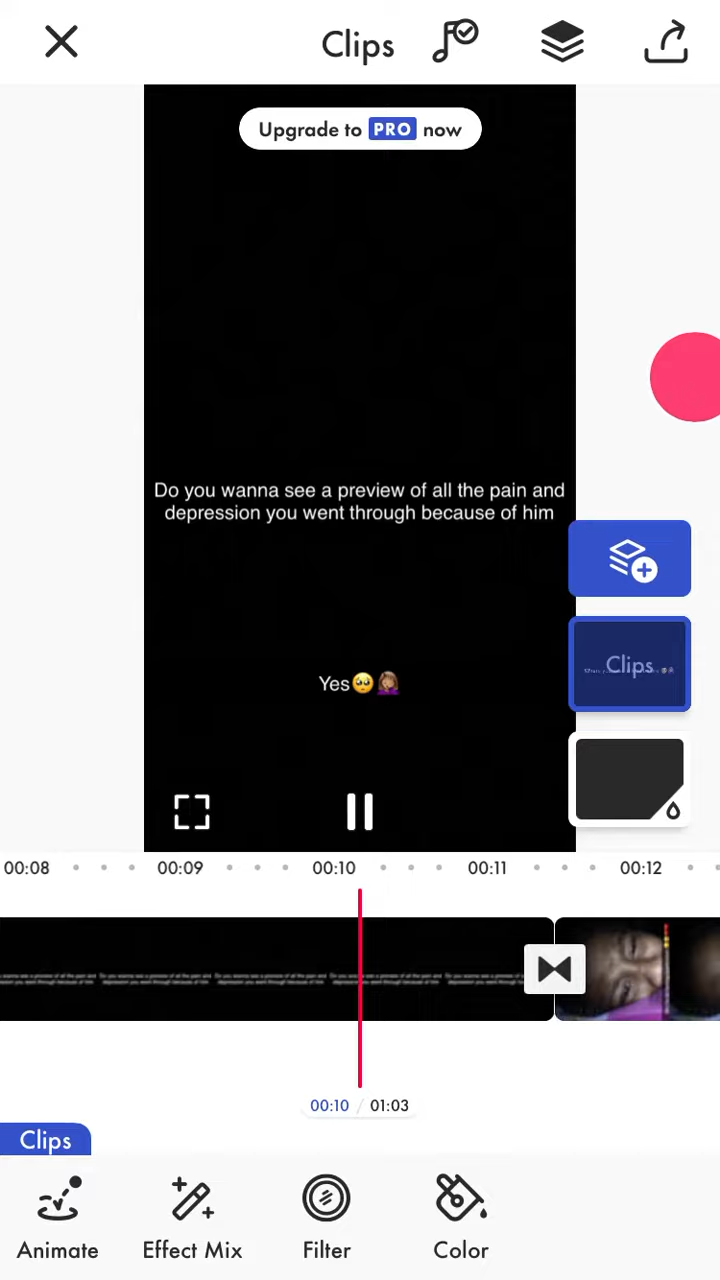 Clips
Upgrade to PRO now
Do you wanna see a preview of all the pain and
depression you went through because of him
Yes🥺🤦🏽‍♀️
Clips
00:08
00:09
00:10
00:11
00:12
00:10 / 01:03
Clips
Animate
Effect Mix
Filter
Color